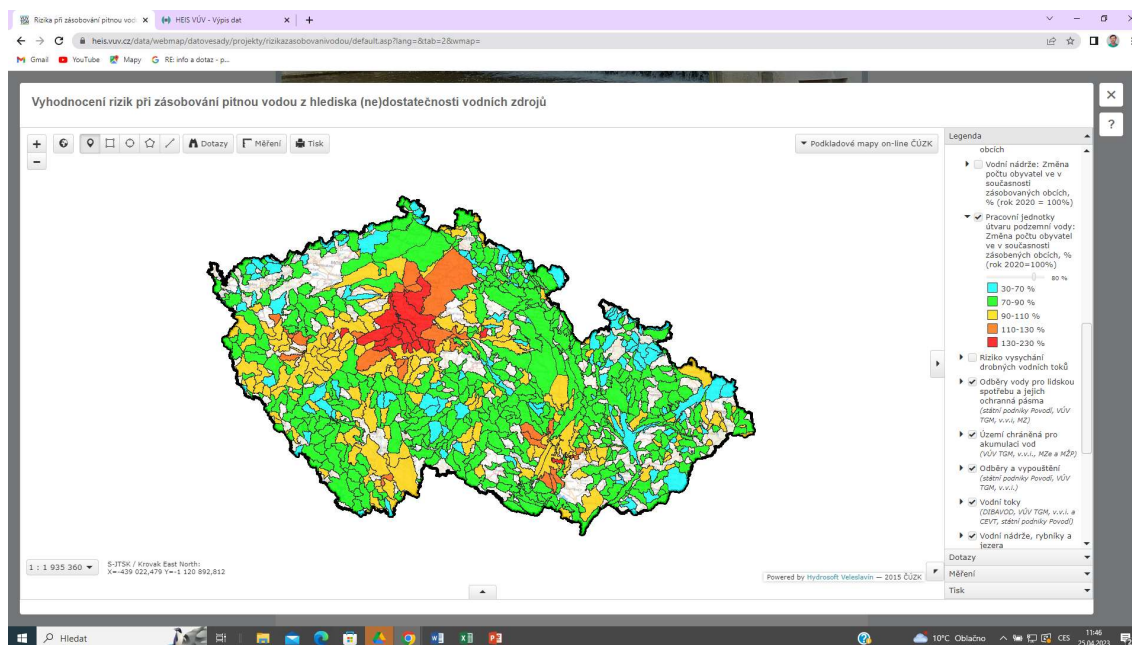 Rizika při zásobování pitnou vod
HEIS VÚV - Výpis dat
heis.vuv.cz/data/webmap/datovesady/projekty/rizikazasobovanivodou/default.asp?lang=&tab=2&wmap=
Gmail
YouTube
Mapy
RE: info a dotaz - p...
Vyhodnocení rizik při zásobování pitnou vodou z hlediska (ne)dostatečnosti vodních zdrojů
Dotazy
Měření
Tisk
Podkladové mapy on-line ČÚZK
Legenda
obcích
Vodní nádrže: Změna
počtu obyvatel ve v
současnosti
zásobovaných obcích,
% (rok 2020 = 100%)
Pracovní jednotky
útvaru podzemní vody:
Změna počtu obyvatel
ve v současnosti
zásobených obcích, %
(rok 2020=100%)
80 %
30-70 %
70-90 %
90-110 %
110-130 %
130-230 %
Riziko vysychání
drobných vodních toků
Odběry vody pro lidskou
spotřebu a jejich
ochranná pásma
(státní podniky Povodí, VÚV
TGM, v.v.i, MZ)
Území chráněná pro
akumulaci vod
(VÚV TGM, v.v.i., MZe a MŽP)
Odběry a vypouštění
(státní podniky Povodí, VÚV
TGM, v.v.i.)
Vodní toky
(DIBAVOD, VÚV TGM, v.v.i. a
CEVT, státní podniky Povodí)
Vodní nádrže, rybníky a
jezera
Dotazy
Měření
Tisk
1 : 1 935 360
S-JTSK / Krovak East North:
X=-439 022,479 Y=-1 120 892,812
Powered by Hydrosoft Veleslavín — 2015 ČÚZK
Hledat
10°C Oblačno
CES
11:46
25.04.2023